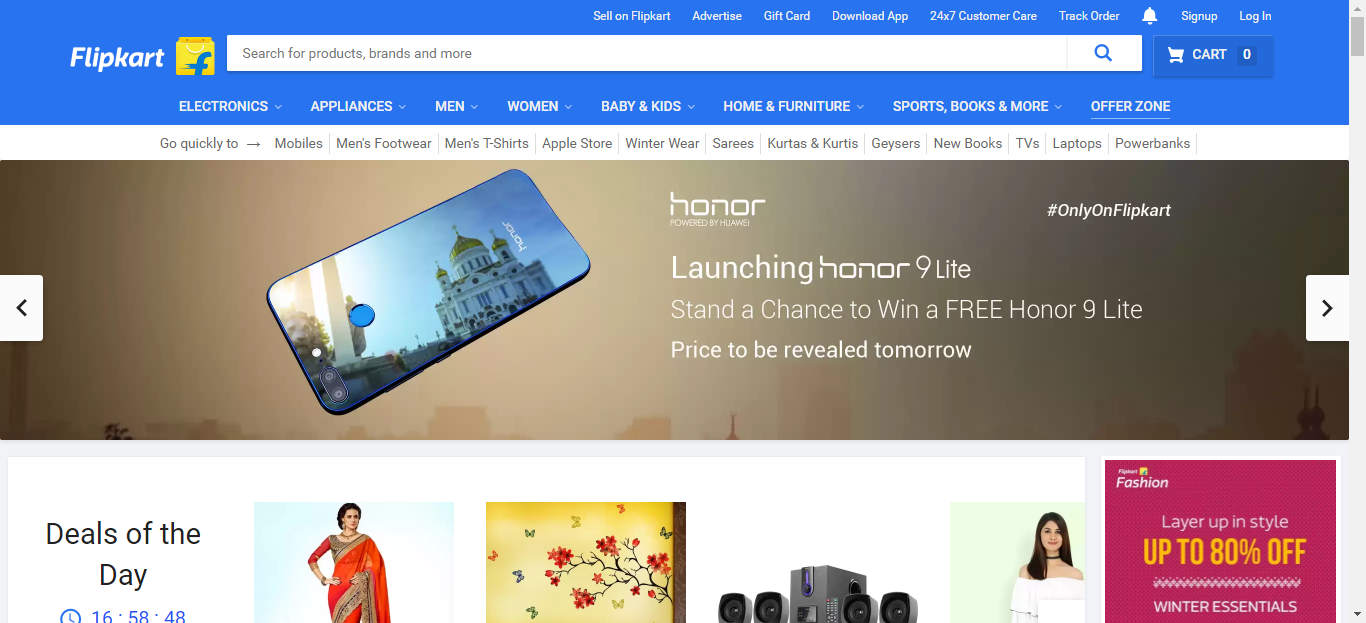 Sell on Flipkart Advertise Gift Card Download App 24x7 Customer Care Track Order Signup Log In
Flipkart Search for products, brands and more CART 0
ELECTRONICS APPLIANCES MEN WOMEN BABY & KIDS HOME & FURNITURE SPORTS, BOOKS & MORE OFFER ZONE
Go quickly to → Mobiles Men's Footwear Men's T-Shirts Apple Store Winter Wear Sarees Kurtas & Kurtis Geysers New Books TVs Laptops Powerbanks
honor
honor
POWERED BY HUAWEI
#OnlyOnFlipkart
Launching honor 9 Lite
Stand a Chance to Win a FREE Honor 9 Lite
Price to be revealed tomorrow
Deals of the
Day
16 : 58 : 48
Flipkart
Fashion
Layer up in style
UP TO 80% OFF
WINTER ESSENTIALS